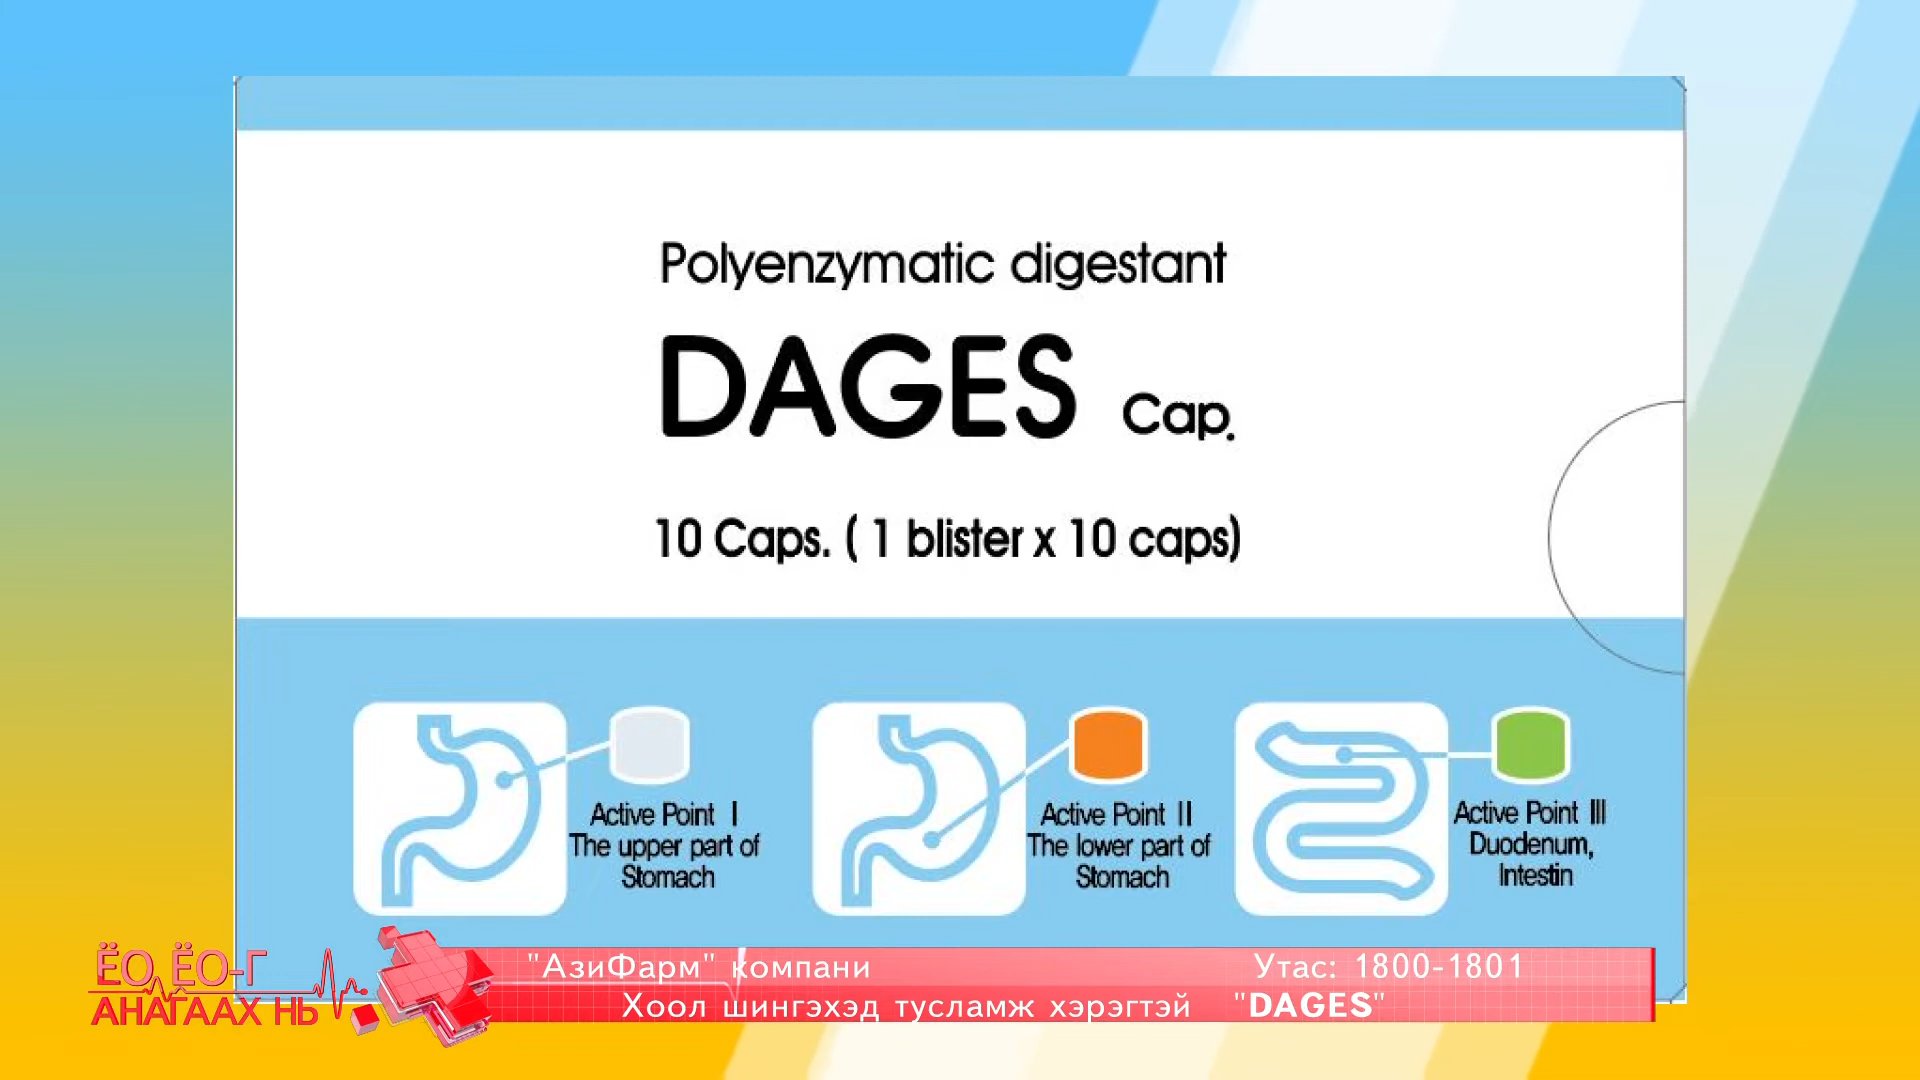 Polyenzymatic digestant
DAGES Cap.
10 Caps. ( 1 blister x 10 caps)
Active Point I
The upper part of
Stomach
Active Point II
The lower part of
Stomach
Active Point III
Duodenum,
Intestin
ЁО ЁО-Г
АНАГААХ НЬ
"АзиФарм" компани Утас: 1800-1801
Хоол шингэхэд тусламж хэрэгтэй "DAGES"